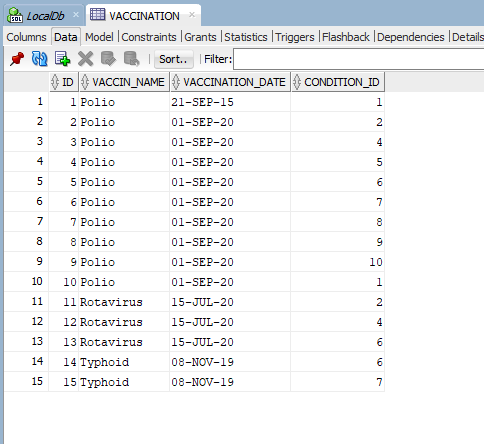 SQL LocalDb VACCINATION
Columns Data Model Constraints Grants Statistics Triggers Flashback Dependencies Details
Sort.. Filter:
ID VACCIN_NAME VACCINATION_DATE CONDITION_ID
1 1 Polio 21-SEP-15 1
2 2 Polio 01-SEP-20 2
3 3 Polio 01-SEP-20 4
4 4 Polio 01-SEP-20 5
5 5 Polio 01-SEP-20 6
6 6 Polio 01-SEP-20 7
7 7 Polio 01-SEP-20 8
8 8 Polio 01-SEP-20 9
9 9 Polio 01-SEP-20 10
10 10 Polio 01-SEP-20 1
11 11 Rotavirus 15-JUL-20 2
12 12 Rotavirus 15-JUL-20 4
13 13 Rotavirus 15-JUL-20 6
14 14 Typhoid 08-NOV-19 6
15 15 Typhoid 08-NOV-19 7